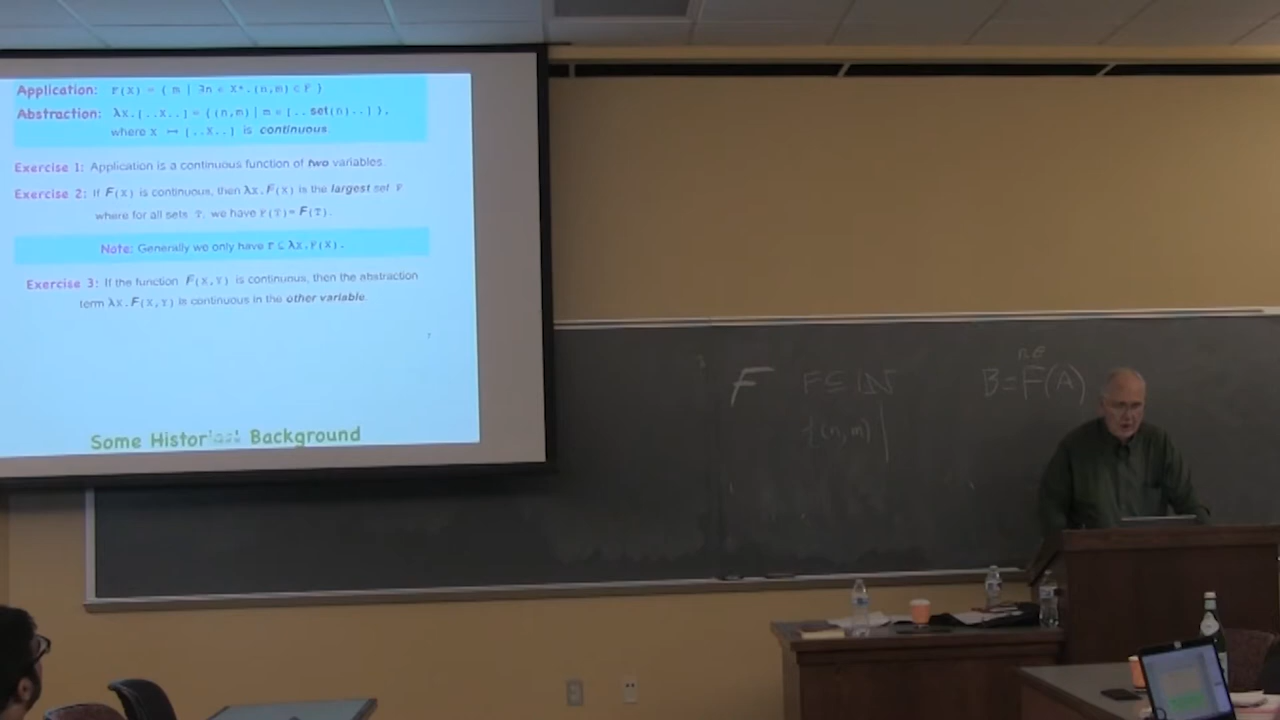 Application: F(X) = { m | ∃n ∈ X*.(n,m) ∈ F }
Abstraction: λX.[..X..] = {(n,m) | m ∈ [..set(n)..] },
where X ↦ [..X..] is continuous.
Exercise 1: Application is a continuous function of two variables.
Exercise 2: If F(X) is continuous, then λX.F(X) is the largest set F
where for all sets T, we have F(T)=F(T).
Note: Generally we only have F ⊆ λX.F(X).
Exercise 3: If the function F(X,Y) is continuous, then the abstraction
term λX.F(X,Y) is continuous in the other variable.
7
Some Historical Background
F F ⊆ ℕ
{(n,m) |
n ∈
B=F(A)